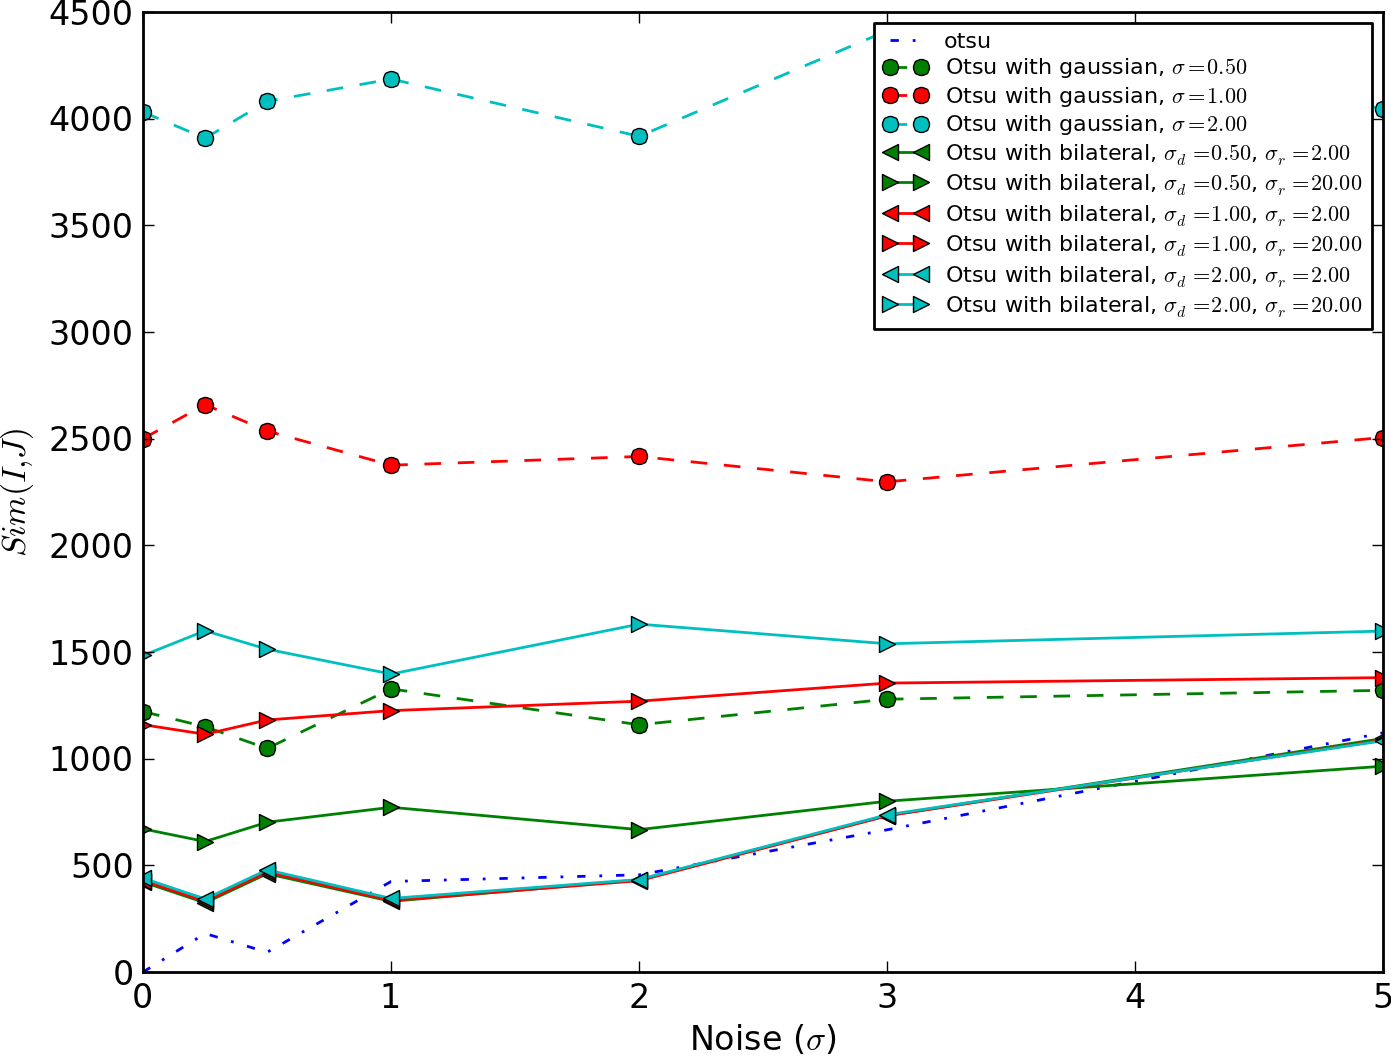 4500
4000
3500
3000
2500
2000
1500
1000
500
0
Sim(I,J)
otsu
Otsu with gaussian, σ=0.50
Otsu with gaussian, σ=1.00
Otsu with gaussian, σ=2.00
Otsu with bilateral, σ_d=0.50, σ_r=2.00
Otsu with bilateral, σ_d=0.50, σ_r=20.00
Otsu with bilateral, σ_d=1.00, σ_r=2.00
Otsu with bilateral, σ_d=1.00, σ_r=20.00
Otsu with bilateral, σ_d=2.00, σ_r=2.00
Otsu with bilateral, σ_d=2.00, σ_r=20.00
0 1 2 3 4 5
Noise (σ)